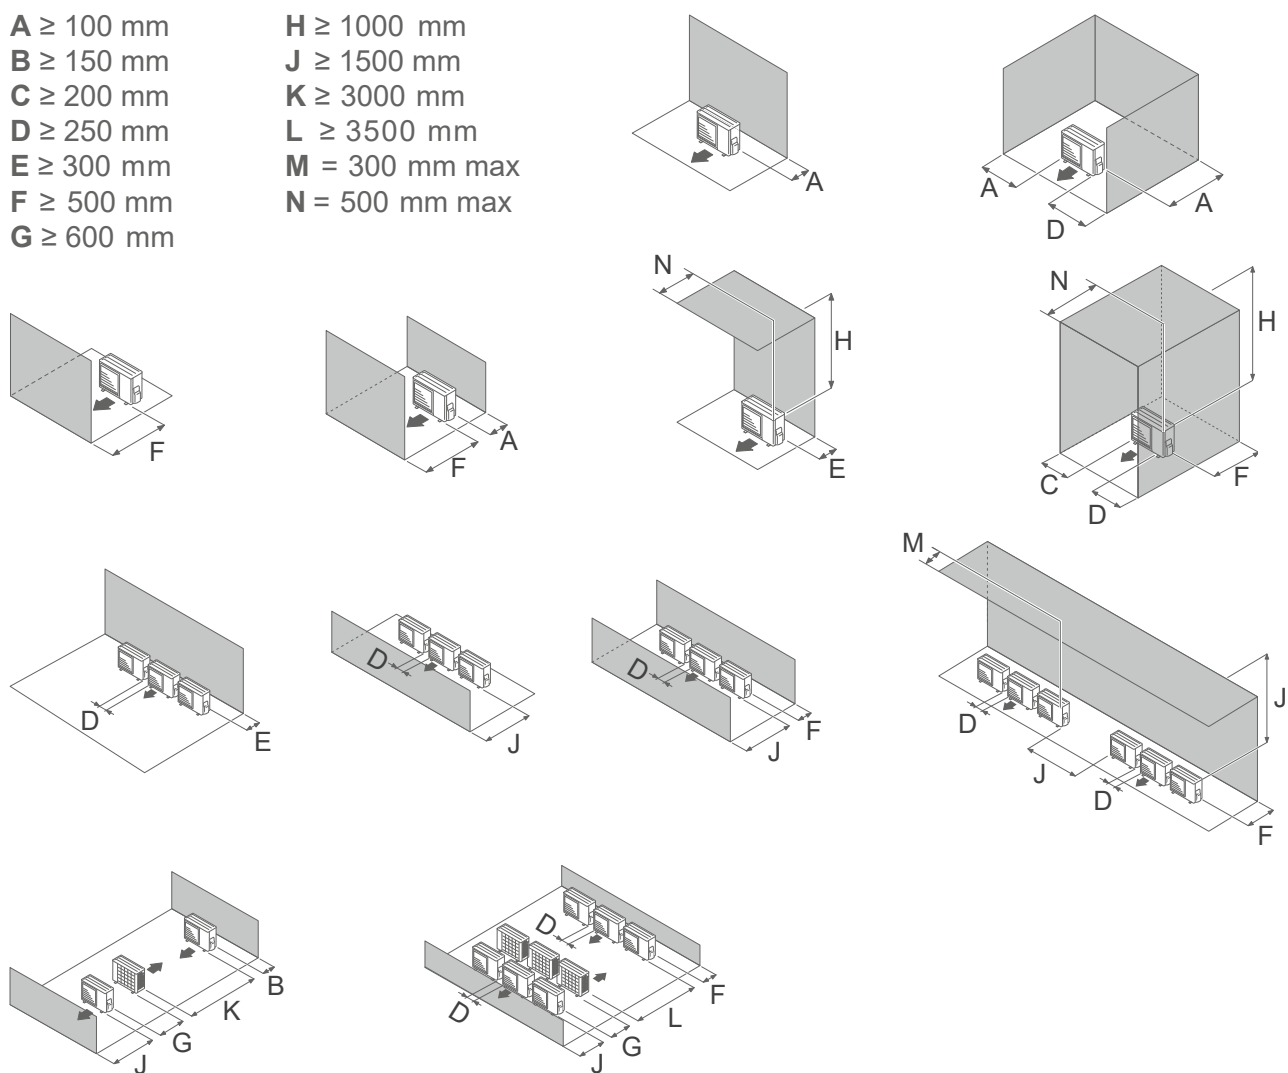 A ≥ 100 mm
B ≥ 150 mm
C ≥ 200 mm
D ≥ 250 mm
E ≥ 300 mm
F ≥ 500 mm
G ≥ 600 mm
H ≥ 1000 mm
J ≥ 1500 mm
K ≥ 3000 mm
L ≥ 3500 mm
M = 300 mm max
N = 500 mm max
A
A
D
A
F
F
A
N
H
E
N
H
C
D
F
D
E
D
J
D
J
F
M
J
D
J
D
F
J
G
K
B
D
D
J
G
L
F